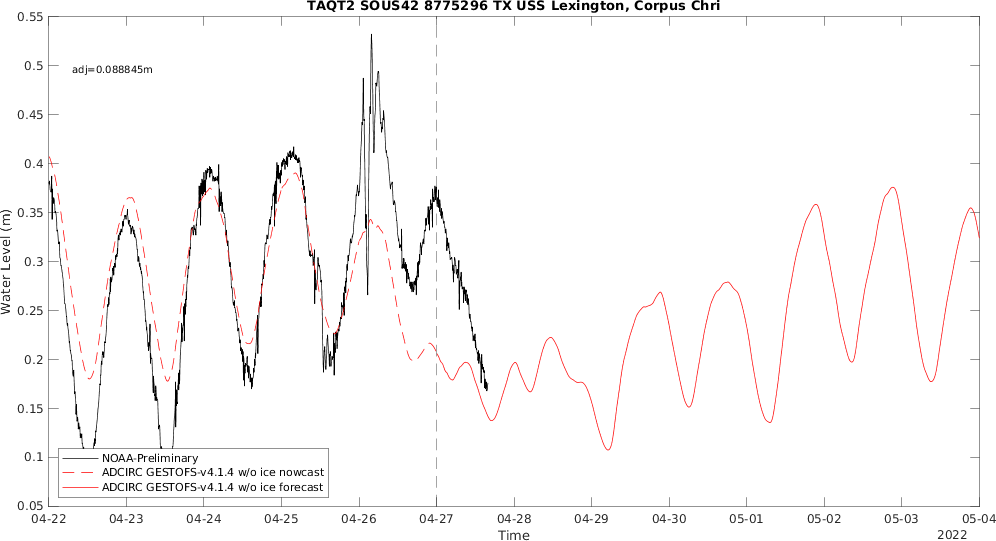 TAQT2 SOUS42 8775296 TX USS Lexington, Corpus Chri
adj=0.088845m
Water Level (m)
0.55
0.5
0.45
0.4
0.35
0.3
0.25
0.2
0.15
0.1
0.05
NOAA-Preliminary
ADCIRC GESTOFS-v4.1.4 w/o ice nowcast
ADCIRC GESTOFS-v4.1.4 w/o ice forecast
04-22 04-23 04-24 04-25 04-26 04-27 04-28 04-29 04-30 05-01 05-02 05-03 05-04
Time
2022